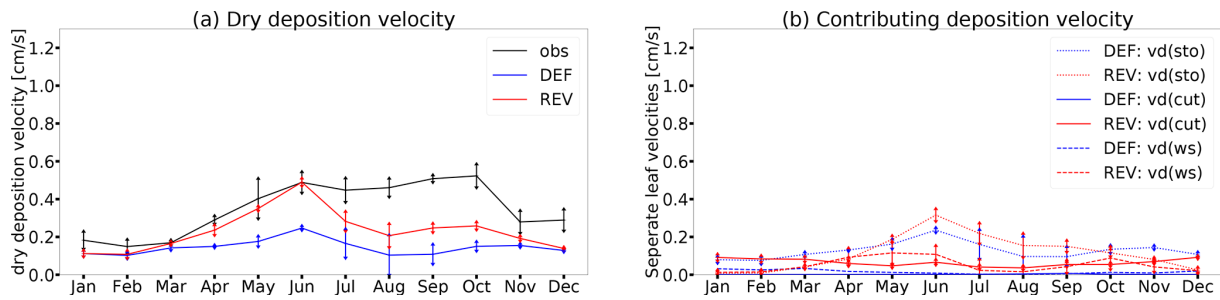 (a) Dry deposition velocity
dry deposition velocity [cm/s]
1.2
1.0
0.8
0.6
0.4
0.2
0.0
obs
DEF
REV
Jan Feb Mar Apr May Jun Jul Aug Sep Oct Nov Dec
(b) Contributing deposition velocity
Seperate leaf velocities [cm/s]
1.2
1.0
0.8
0.6
0.4
0.2
0.0
DEF: vd(sto)
REV: vd(sto)
DEF: vd(cut)
REV: vd(cut)
DEF: vd(ws)
REV: vd(ws)
Jan Feb Mar Apr May Jun Jul Aug Sep Oct Nov Dec